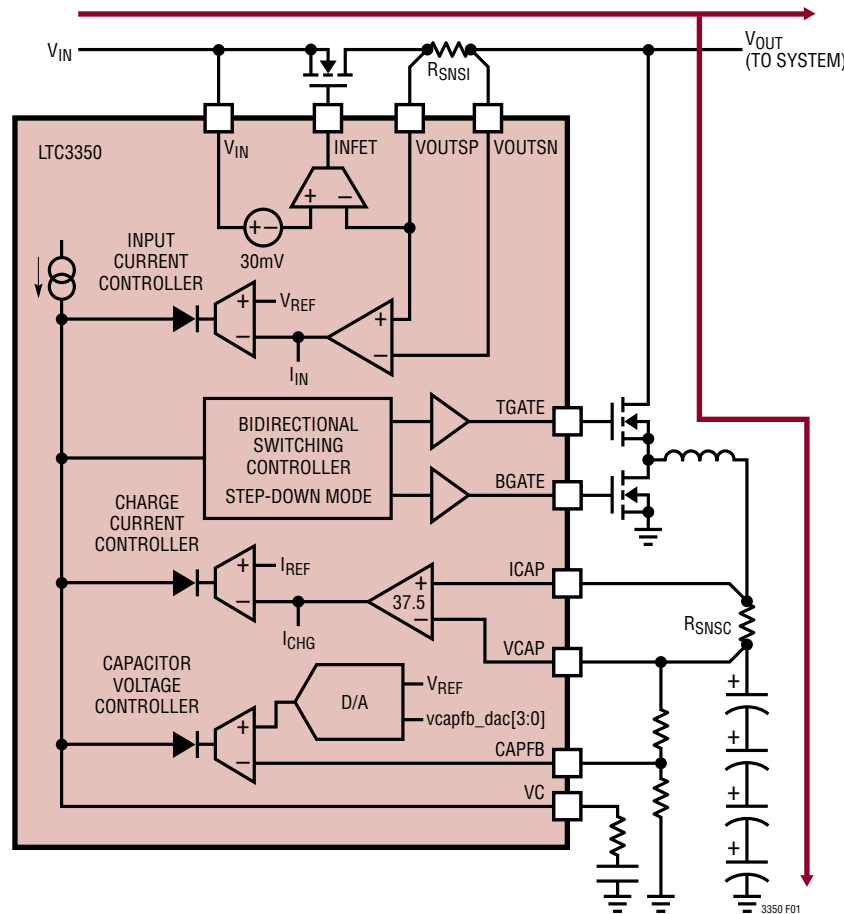 VIN
RSNSI
VOUT
(TO SYSTEM)
LTC3350
VIN
INFET
VOUTSP
VOUTSN
+
−
+ −
30mV
INPUT
CURRENT
CONTROLLER
+
VREF
−
+
−
IIN
BIDIRECTIONAL
SWITCHING
CONTROLLER
STEP-DOWN MODE
TGATE
BGATE
CHARGE
CURRENT
CONTROLLER
+
IREF
−
ICHG
+
37.5
−
ICAP
VCAP
RSNSC
CAPACITOR
VOLTAGE
CONTROLLER
+
−
D/A
VREF
vcapfb_dac[3:0]
CAPFB
VC
+
+
+
+
3350 F01